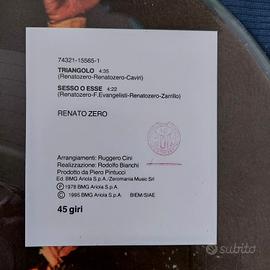 74321-15565-1
TRIANGOLO 4:35
(Renatozero-Renatozero-Caviri)
SESSO O ESSE 4:22
(Renatozero-F.Evangelisti-Renatozero-Zarrillo)
RENATO ZERO
Arrangiamenti: Ruggero Cini
Realizzazione: Rodolfo Bianchi
Prodotto da Piero Pintucci
Ed. BMG Ariola S.p.A./Zeromania Music Srl
Ⓟ 1978 BMG Ariola S.p.A.
© 1995 BMG Ariola S.p.A. BIEM/SIAE
45 giri
subito